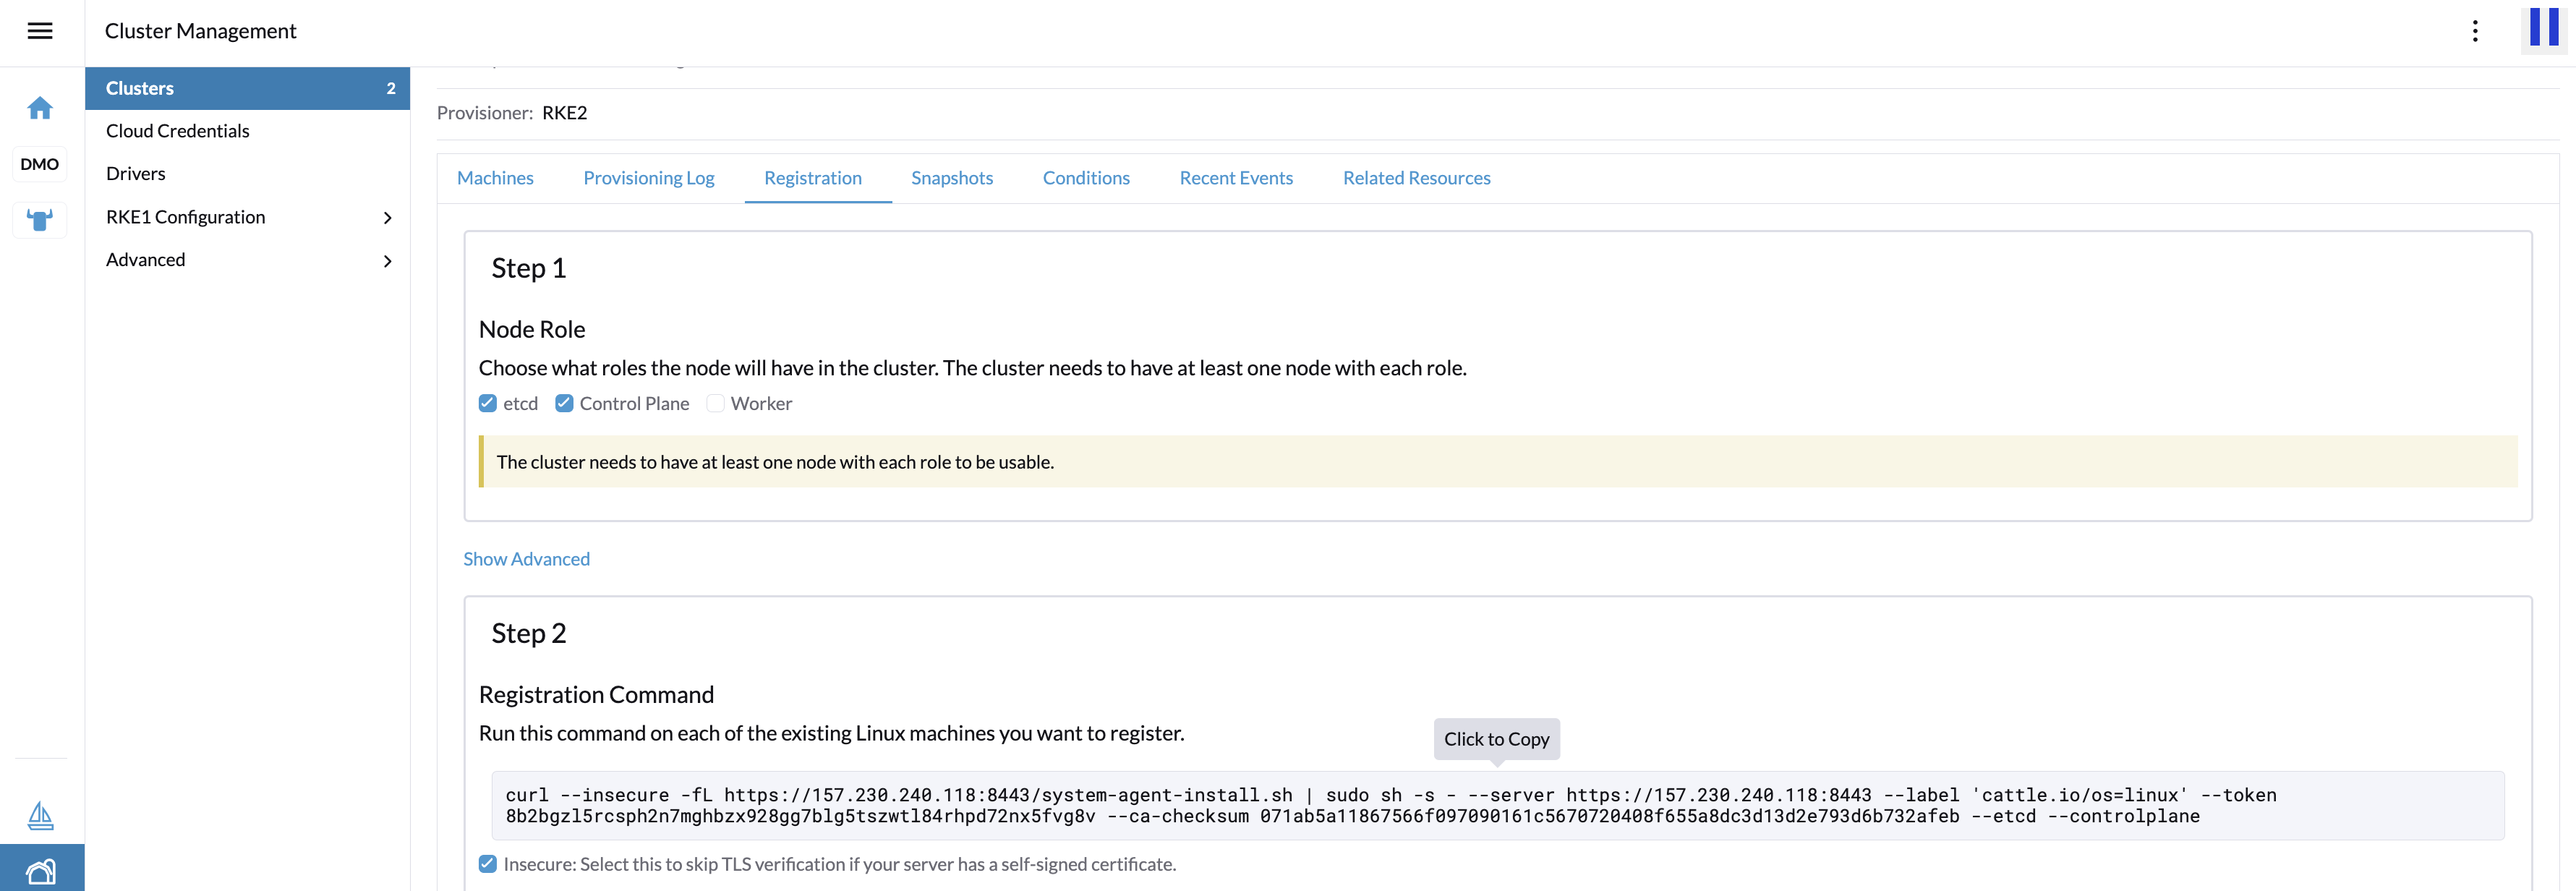 Cluster Management
Clusters 2
Cloud Credentials
Drivers
RKE1 Configuration
Advanced
DMO
Provisioner: RKE2
Machines Provisioning Log Registration Snapshots Conditions Recent Events Related Resources
Step 1
Node Role
Choose what roles the node will have in the cluster. The cluster needs to have at least one node with each role.
etcd Control Plane Worker
The cluster needs to have at least one node with each role to be usable.
Show Advanced
Step 2
Registration Command
Run this command on each of the existing Linux machines you want to register.
Click to Copy
curl --insecure -fL https://157.230.240.118:8443/system-agent-install.sh | sudo sh -s - --server https://157.230.240.118:8443 --label 'cattle.io/os=linux' --token
8b2bgzl5rcsph2n7mghbzx928gg7blg5tszwtl84rhpd72nx5fvg8v --ca-checksum 071ab5a11867566f097090161c5670720408f655a8dc3d13d2e793d6b732afeb --etcd --controlplane
Insecure: Select this to skip TLS verification if your server has a self-signed certificate.